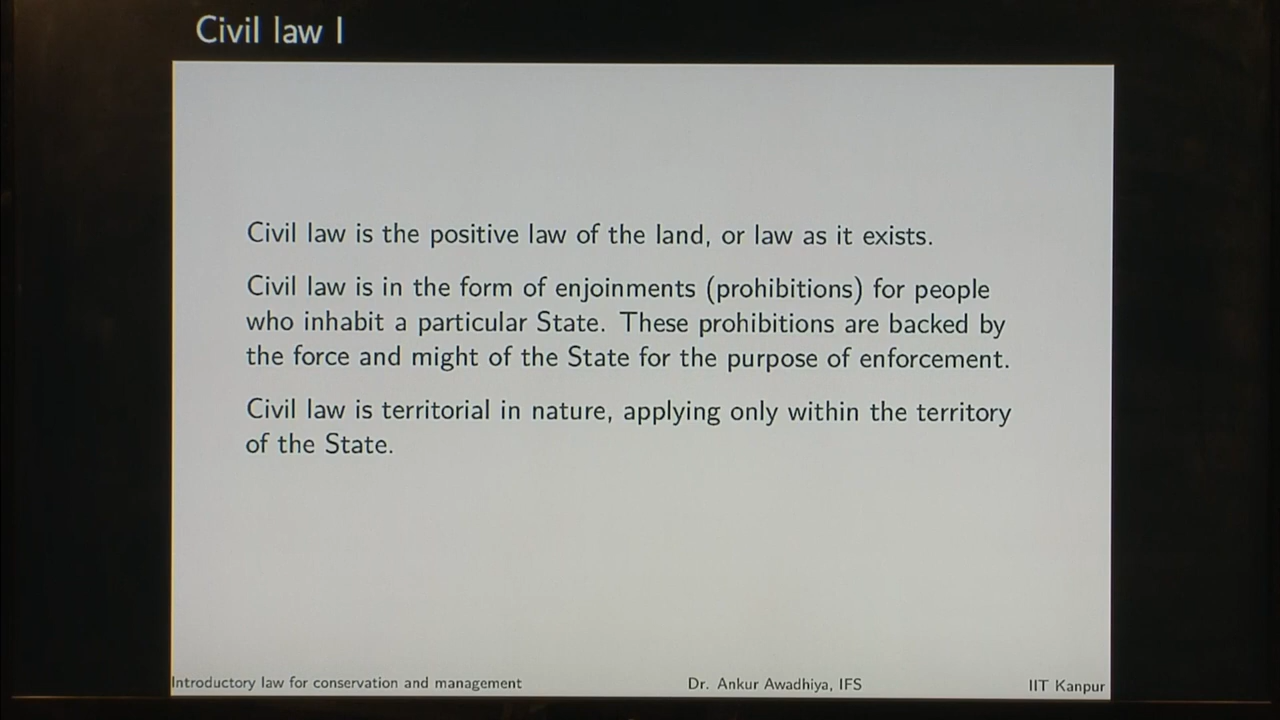 Civil law I
Civil law is the positive law of the land, or law as it exists.
Civil law is in the form of enjoinments (prohibitions) for people
who inhabit a particular State. These prohibitions are backed by
the force and might of the State for the purpose of enforcement.
Civil law is territorial in nature, applying only within the territory
of the State.
Introductory law for conservation and management
Dr. Ankur Awadhiya, IFS
IIT Kanpur